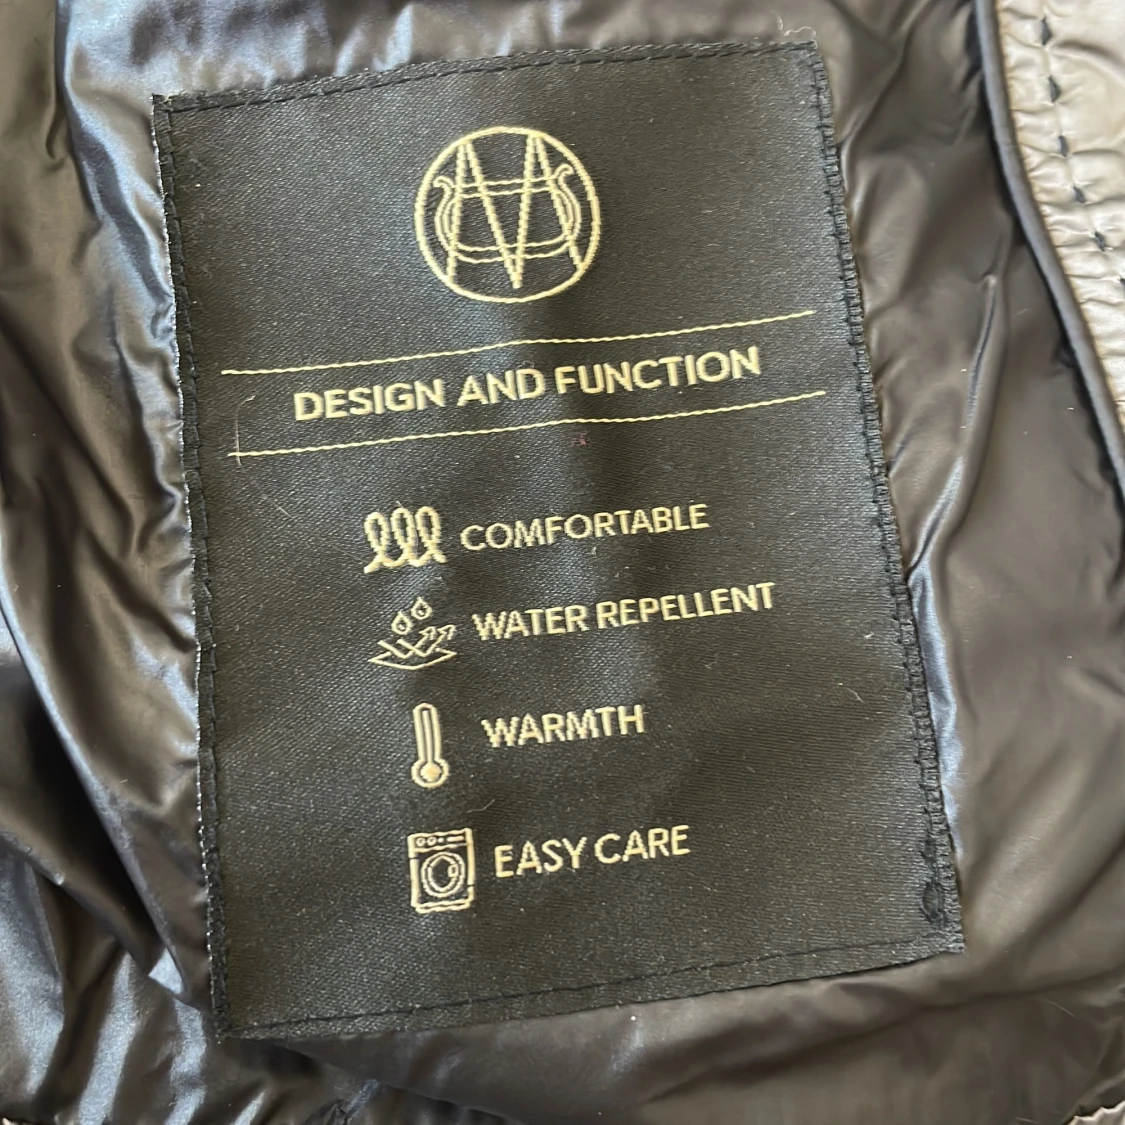 DESIGN AND FUNCTION
COMFORTABLE
WATER REPELLENT
WARMTH
EASY CARE